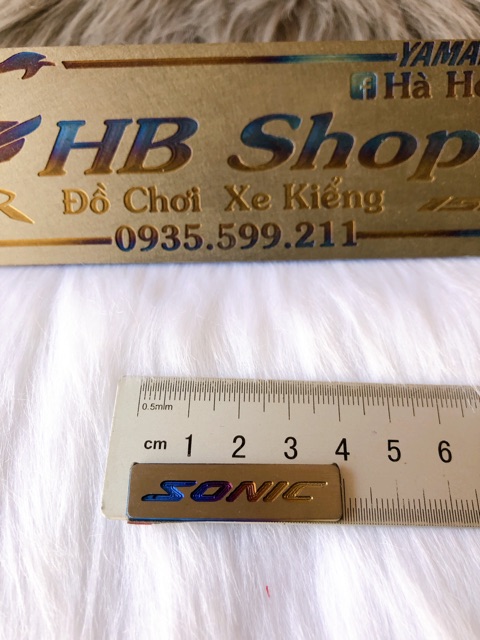 YAMA
Hà H
HB Shop
Đồ Chơi Xe Kiểng
0935.599.211
0.5mm
cm 1 2 3 4 5 6
SONIC